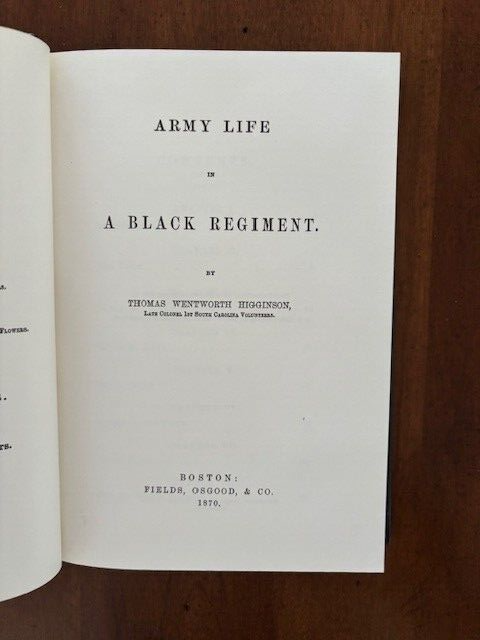 ARMY LIFE
IN
A BLACK REGIMENT.
BY
THOMAS WENTWORTH HIGGINSON,
LATE COLONEL 1ST SOUTH CAROLINA VOLUNTEERS.
BOSTON:
FIELDS, OSGOOD, & CO.
1870.
FLOWERS.